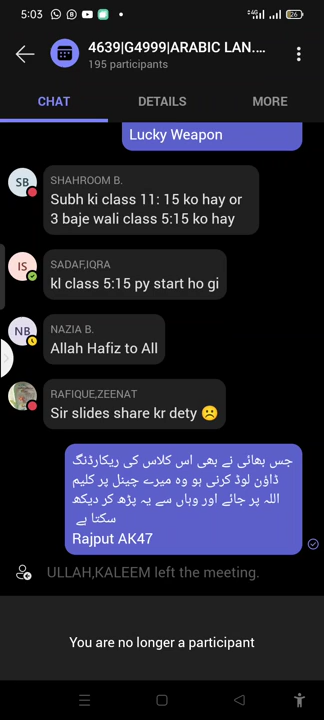 5:03
4G
26
4639|G4999|ARABIC LAN....
195 participants
CHAT
DETAILS
MORE
Lucky Weapon
SB
SHAHROOM B.
Subh ki class 11: 15 ko hay or
3 baje wali class 5:15 ko hay
IS
SADAF,IQRA
kl class 5:15 py start ho gi
NB
NAZIA B.
Allah Hafiz to All
RAFIQUE,ZEENAT
Sir slides share kr dety ☹️
جس بھائی نے بھی اس کلاس کی ریکارڈنگ
ڈاؤن لوڈ کرنی ہو وہ میرے چینل پر کلیم
اللہ پر جائے اور وہاں سے یہ پڑھ کر دیکھ
سکتا ہے
Rajput AK47
ULLAH,KALEEM left the meeting.
You are no longer a participant